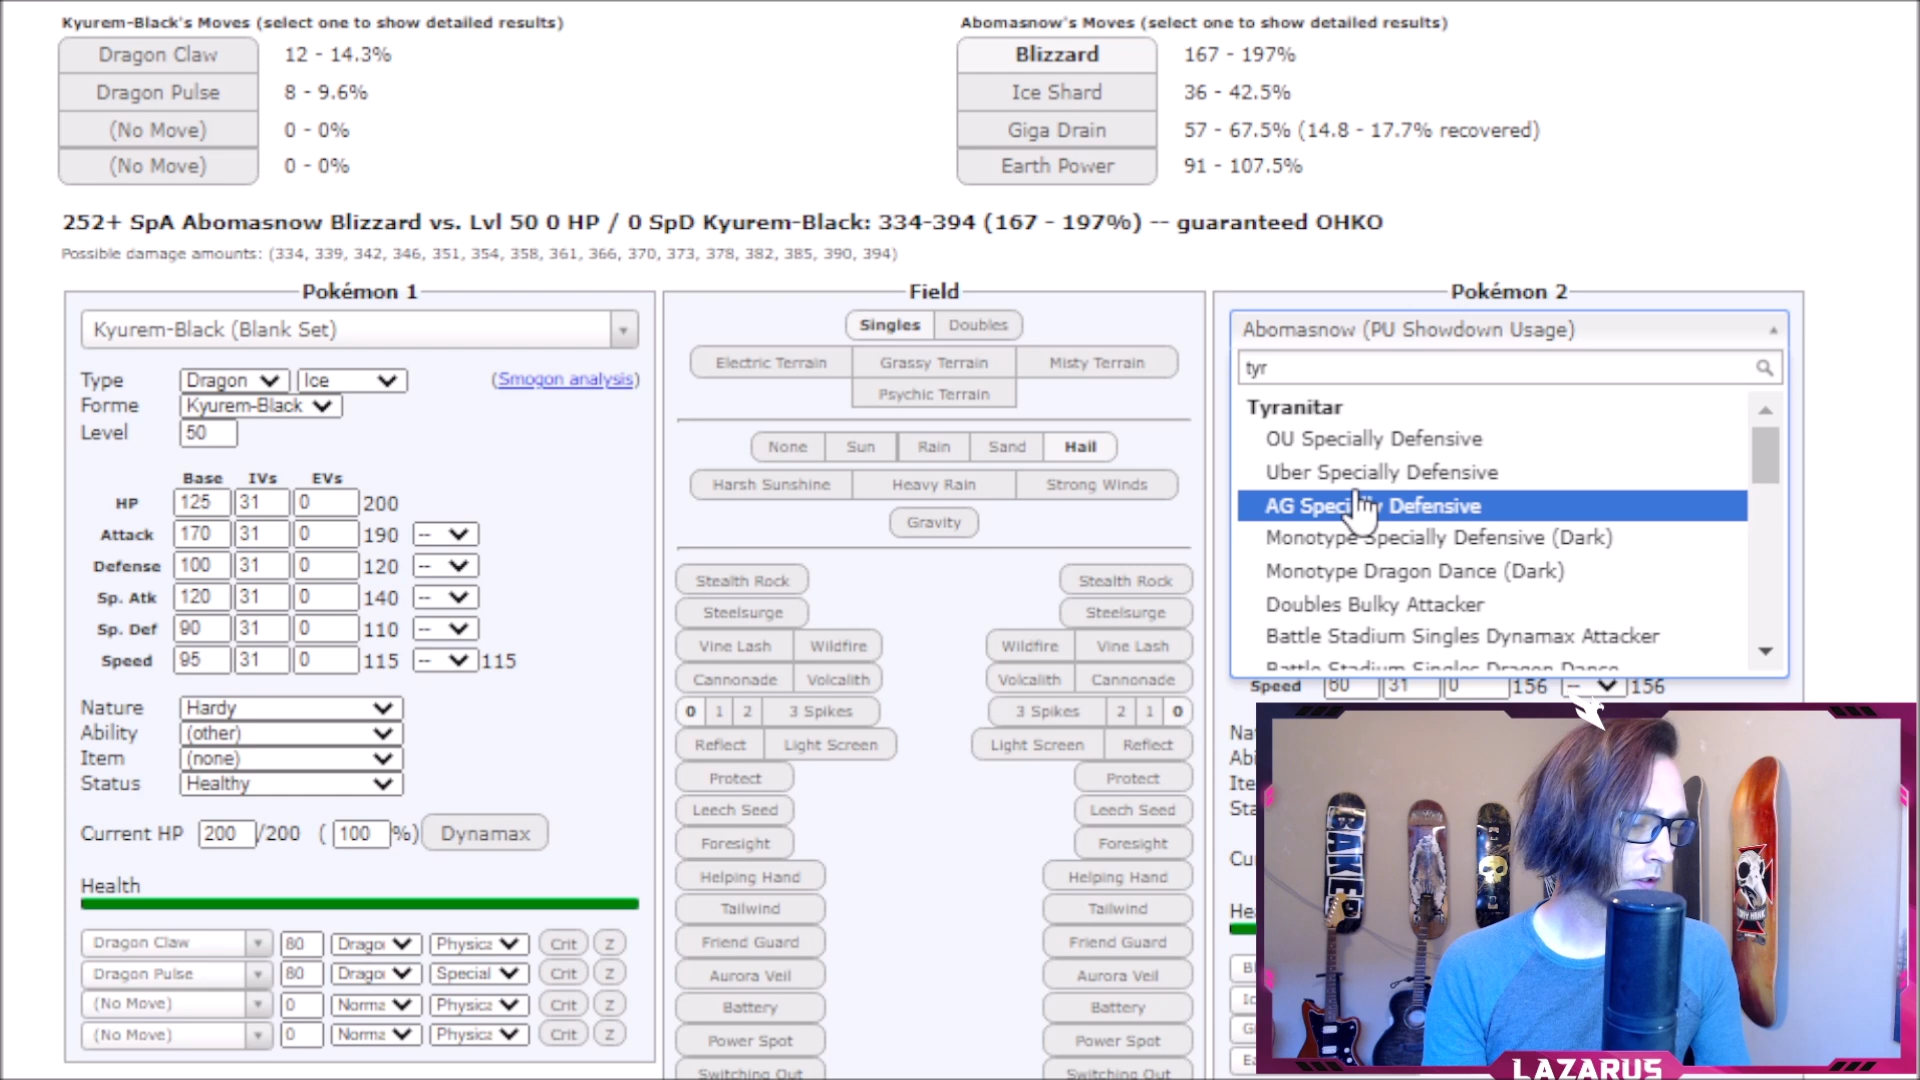 Kyurem-Black's Moves (select one to show detailed results)
Dragon Claw 12 - 14.3%
Dragon Pulse 8 - 9.6%
(No Move) 0 - 0%
(No Move) 0 - 0%
Abomasnow's Moves (select one to show detailed results)
Blizzard 167 - 197%
Ice Shard 36 - 42.5%
Giga Drain 57 - 67.5% (14.8 - 17.7% recovered)
Earth Power 91 - 107.5%
252+ SpA Abomasnow Blizzard vs. Lvl 50 0 HP / 0 SpD Kyurem-Black: 334-394 (167 - 197%) -- guaranteed OHKO
Possible damage amounts: (334, 339, 342, 346, 351, 354, 358, 361, 366, 370, 373, 378, 382, 385, 390, 394)
Pokémon 1
Kyurem-Black (Blank Set)
Type Dragon Ice (Smogon analysis)
Forme Kyurem-Black
Level 50
Base IVs EVs
HP 125 31 0 200
Attack 170 31 0 190 --
Defense 100 31 0 120 --
Sp. Atk 120 31 0 140 --
Sp. Def 90 31 0 110 --
Speed 95 31 0 115 -- 115
Nature Hardy
Ability (other)
Item (none)
Status Healthy
Current HP 200 /200 ( 100 %) Dynamax
Health
Dragon Claw 80 Drago Physica Crit Z
Dragon Pulse 80 Drago Special Crit Z
(No Move) 0 Norma Physica Crit Z
(No Move) 0 Norma Physica Crit Z
Field
Singles Doubles
Electric Terrain Grassy Terrain Misty Terrain
Psychic Terrain
None Sun Rain Sand Hail
Harsh Sunshine Heavy Rain Strong Winds
Gravity
Stealth Rock Stealth Rock
Steelsurge Steelsurge
Vine Lash Wildfire Wildfire Vine Lash
Cannonade Volcalith Volcalith Cannonade
0 1 2 3 Spikes 3 Spikes 2 1 0
Reflect Light Screen Light Screen Reflect
Protect Protect
Leech Seed Leech Seed
Foresight Foresight
Helping Hand Helping Hand
Tailwind Tailwind
Friend Guard Friend Guard
Aurora Veil Aurora Veil
Battery Battery
Power Spot Power Spot
Switching Out Switching Out
Pokémon 2
Abomasnow (PU Showdown Usage)
tyr
Tyranitar
OU Specially Defensive
Uber Specially Defensive
AG Specially Defensive
Monotype Specially Defensive (Dark)
Monotype Dragon Dance (Dark)
Doubles Bulky Attacker
Battle Stadium Singles Dynamax Attacker
Battle Stadium Singles Dragon Dance
Speed 60 31 0 156 -- 156
BAKER
LAZARUS